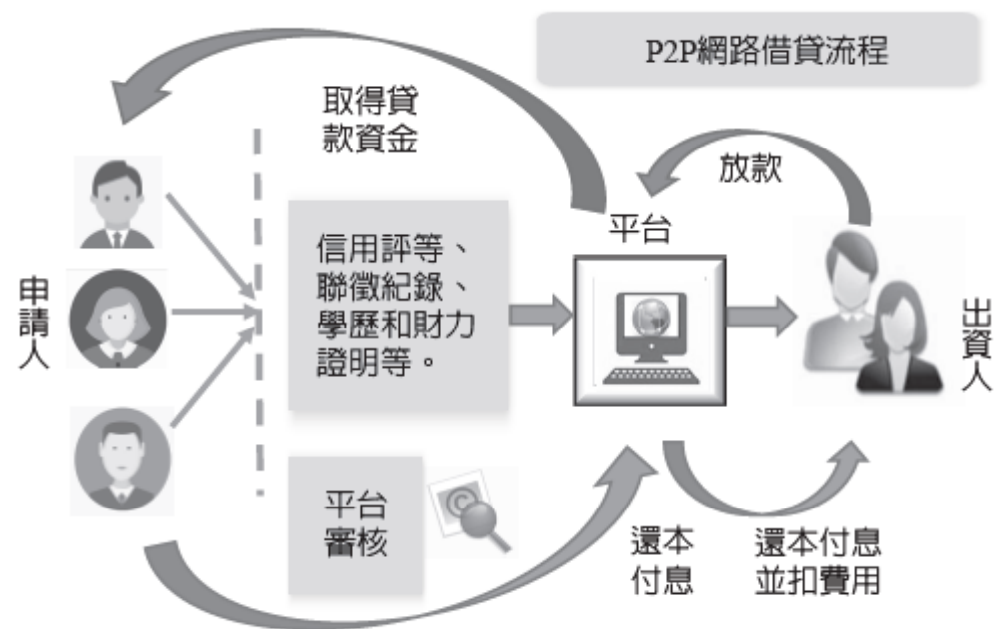 P2P網路借貸流程
取得貸
款資金
放款
平台
信用評等、
聯徵紀錄、
學歷和財力
證明等。
申請人
出資人
平台
審核
還本
付息
還本付息
並扣費用